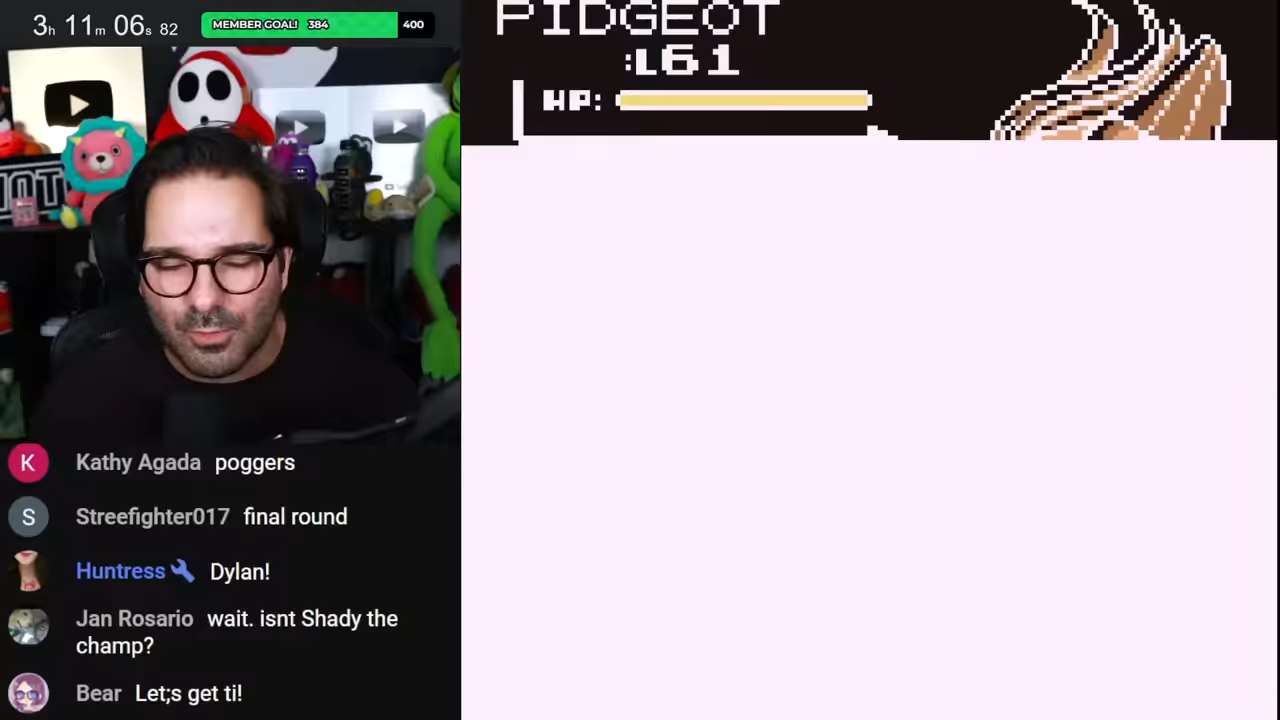 3h 11m 06s 82
MEMBER GOAL! 384 400
PIDGEOT
:L61
HP:
K Kathy Agada poggers
S Streefighter017 final round
Huntress Dylan!
Jan Rosario wait. isnt Shady the
champ?
Bear Let;s get ti!